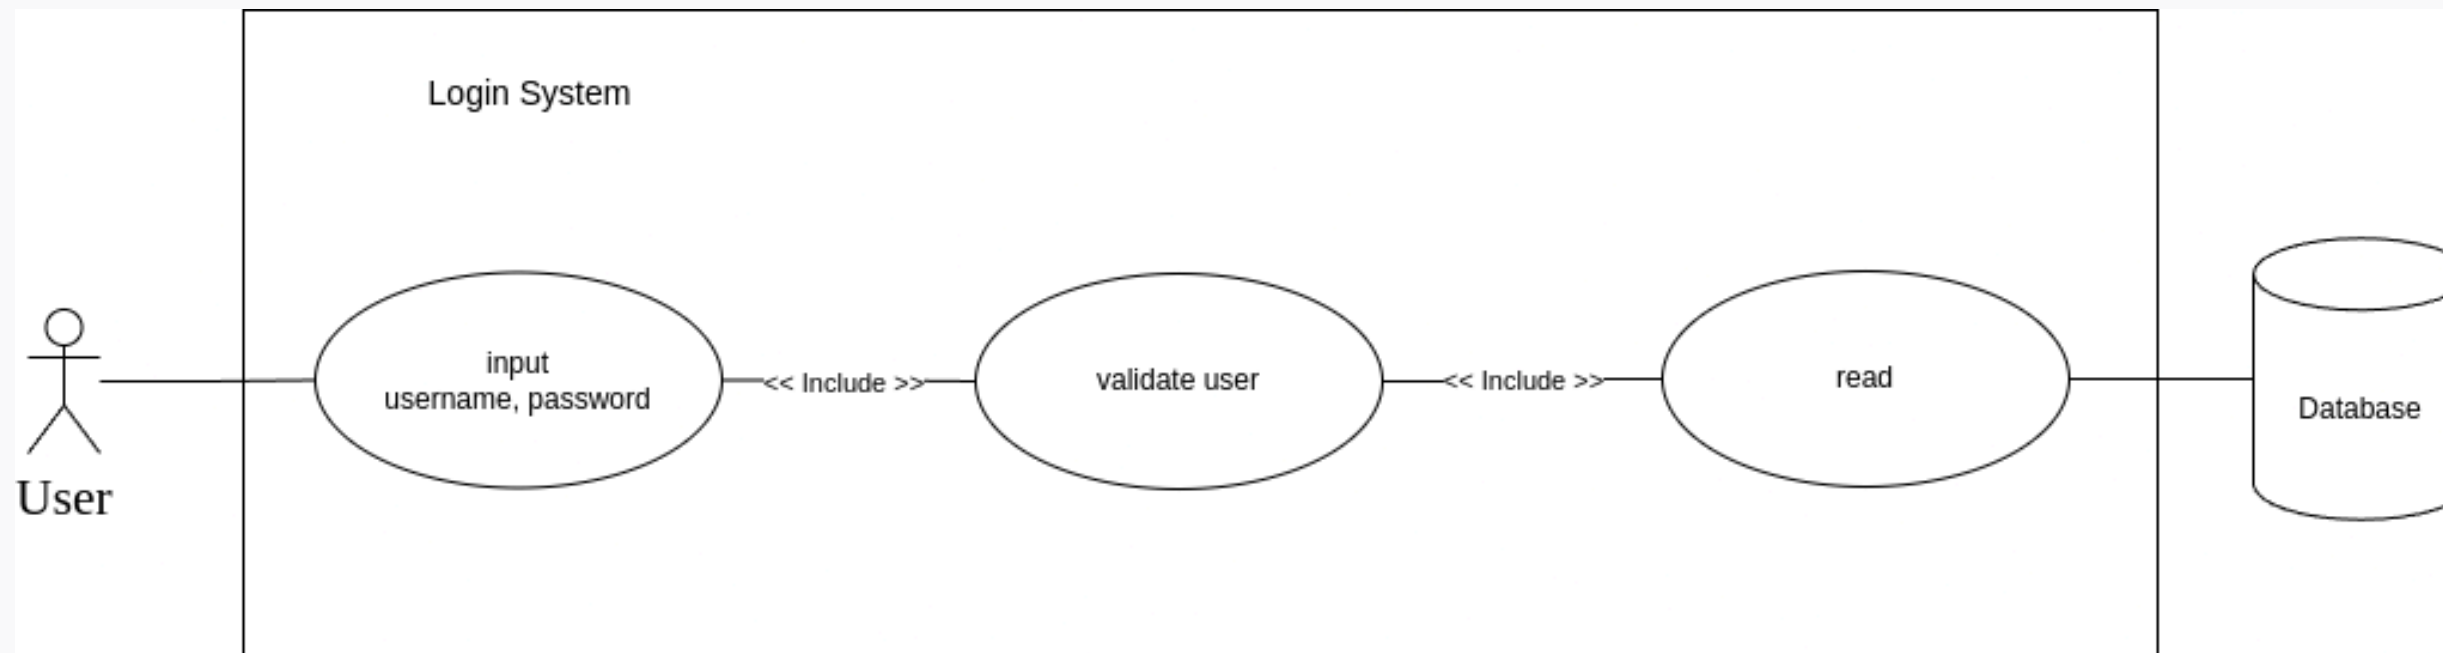 Login System
input
username, password
<< Include >>
validate user
<< Include >>
read
Database
User